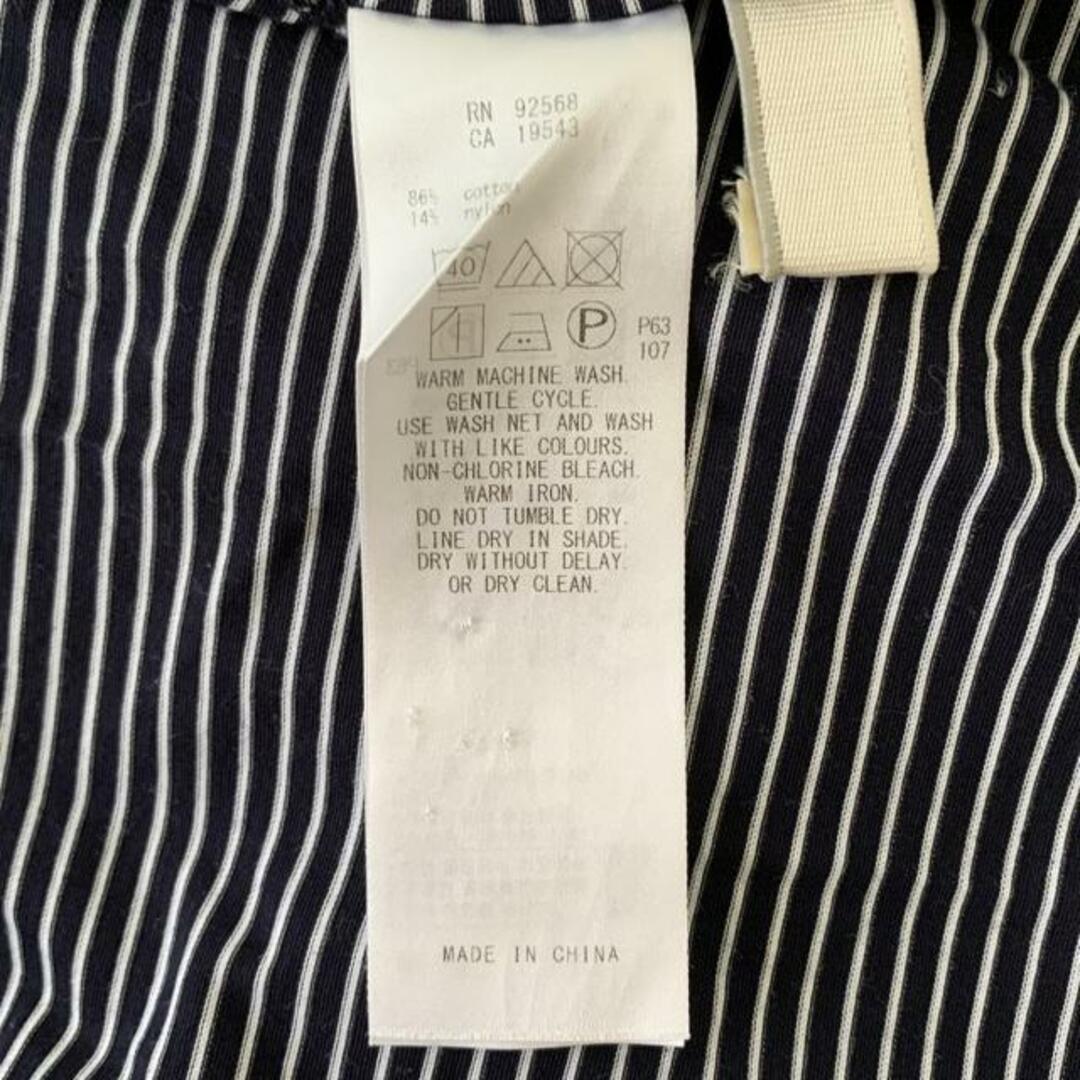 RN 92568
CA 19543
86% cotton
14% nylon
40
P
P63
107
WARM MACHINE WASH.
GENTLE CYCLE.
USE WASH NET AND WASH
WITH LIKE COLOURS.
NON-CHLORINE BLEACH.
WARM IRON.
DO NOT TUMBLE DRY.
LINE DRY IN SHADE.
DRY WITHOUT DELAY.
OR DRY CLEAN.
MADE IN CHINA